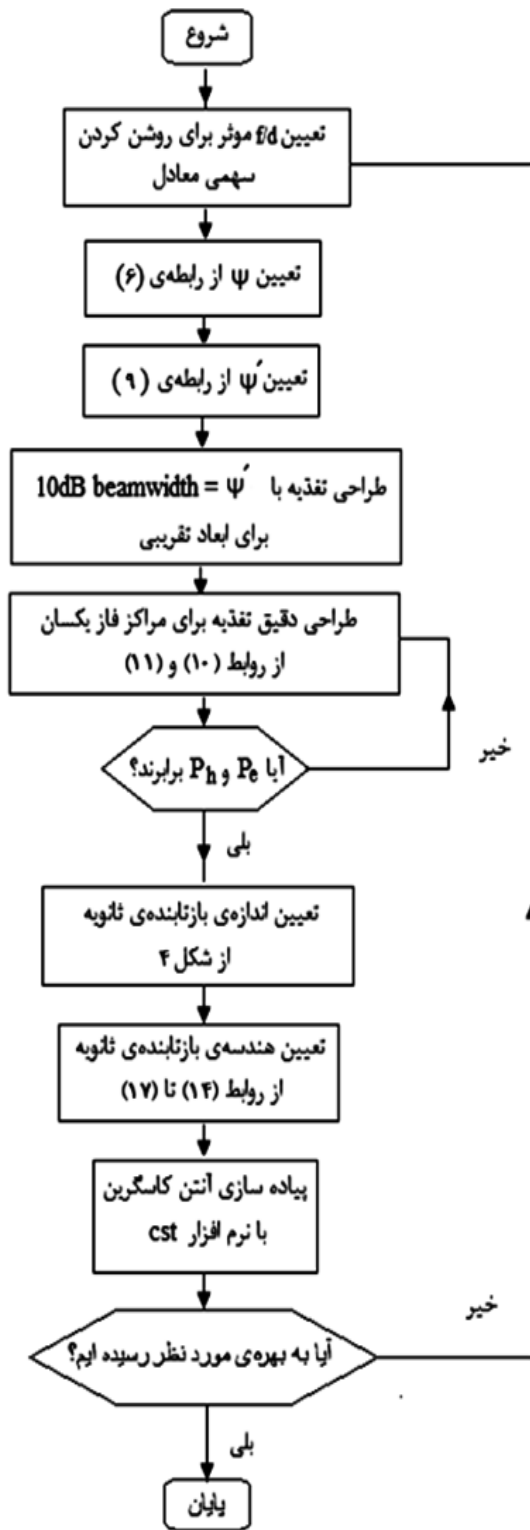 شروع
تعیین f/d موثر برای روشن کردن
سهمی معادل
تعیین ψ از رابطه‌ی (۶)
تعیین ψ′ از رابطه‌ی (۹)
طراحی تغذیه با 10dB beamwidth = ψ′
برای ابعاد تقریبی
طراحی دقیق تغذیه برای مراکز فاز یکسان
از روابط (۱۰) و (۱۱)
خیر
آیا Pe و Ph برابرند؟
بلی
تعیین اندازه‌ی بازتابنده‌ی ثانویه
از شکل ۴
تعیین هندسه‌ی بازتابنده‌ی ثانویه
از روابط (۱۴) تا (۱۷)
پیاده سازی آنتن کاسگرین
با نرم افزار cst
خیر
آیا به بهره‌ی مورد نظر رسیده ایم؟
بلی
پایان